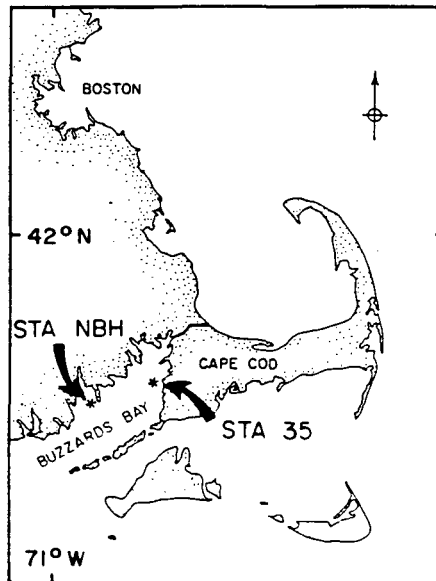 BOSTON
42°N
STA NBH
CAPE COD
BUZZARDS BAY
STA 35
71°W